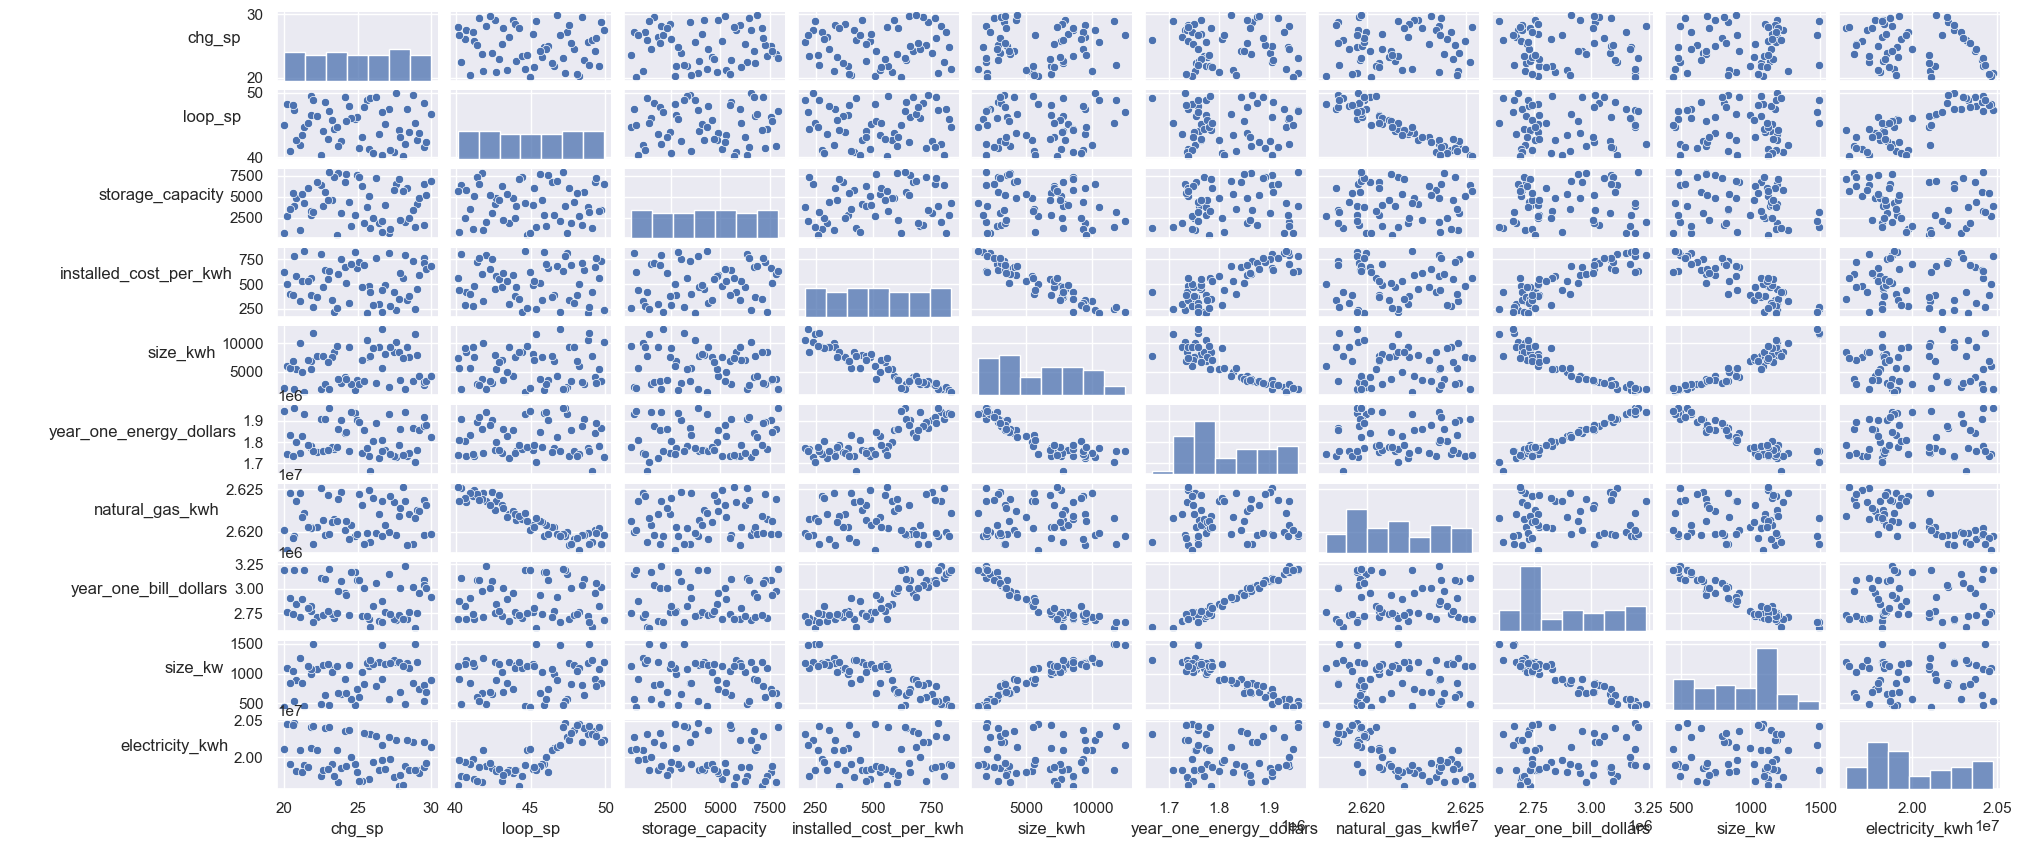 30
chg_sp
20
50
loop_sp
40
7500
storage_capacity 5000
2500
750
installed_cost_per_kwh 500
250
10000
size_kwh
5000
1e6
1.9
year_one_energy_dollars 1.8
1.7
1e7
2.625
natural_gas_kwh
2.620
1e6
3.25
year_one_bill_dollars 3.00
2.75
1500
size_kw 1000
500
1e7
2.05
electricity_kwh
2.00
20 25 30 40 45 50 2500 5000 7500 250 500 750 5000 10000 1.7 1.8 1.9 2.620 2.625 2.75 3.00 3.25 500 1000 1500 2.00 2.05
1e6 1e7 1e6 1e7
chg_sp loop_sp storage_capacity installed_cost_per_kwh size_kwh year_one_energy_dollars natural_gas_kwh year_one_bill_dollars size_kw electricity_kwh